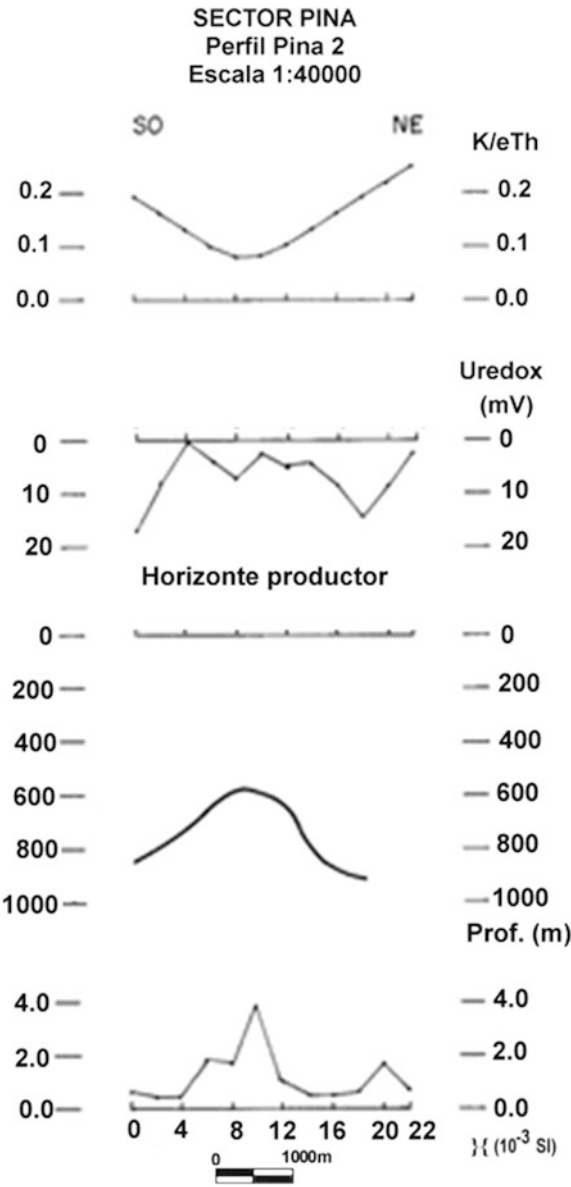 SECTOR PINA
Perfil Pina 2
Escala 1:40000
SO NE
K/eTh
0.2 0.2
0.1 0.1
0.0 0.0
Uredox
(mV)
0 0
10 10
20 20
Horizonte productor
0 0
200 200
400 400
600 600
800 800
1000 1000
Prof. (m)
4.0 4.0
2.0 2.0
0.0 0.0
0 4 8 12 16 20 22
}{ (10⁻³ SI)
0 1000m